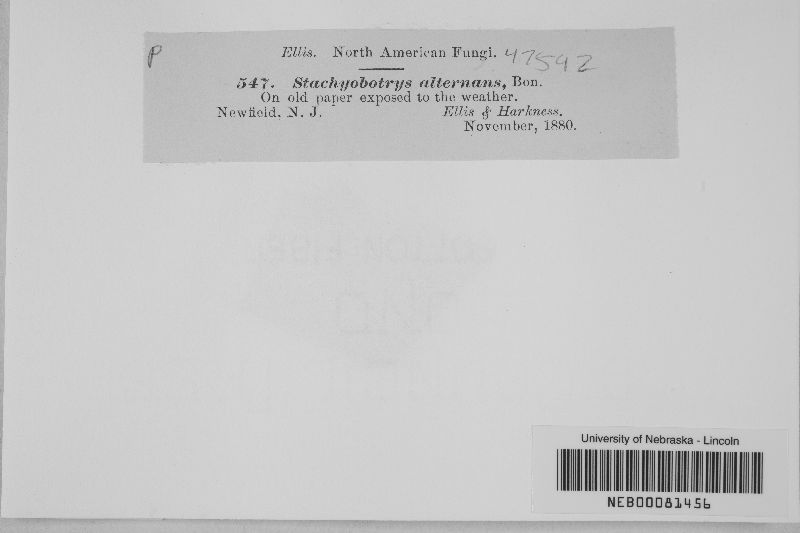 P
Ellis. North American Fungi. 47592
547. Stachyobotrys alternans, Bon.
On old paper exposed to the weather.
Newfield, N. J. Ellis & Harkness.
November, 1880.
University of Nebraska - Lincoln
NEB00081456